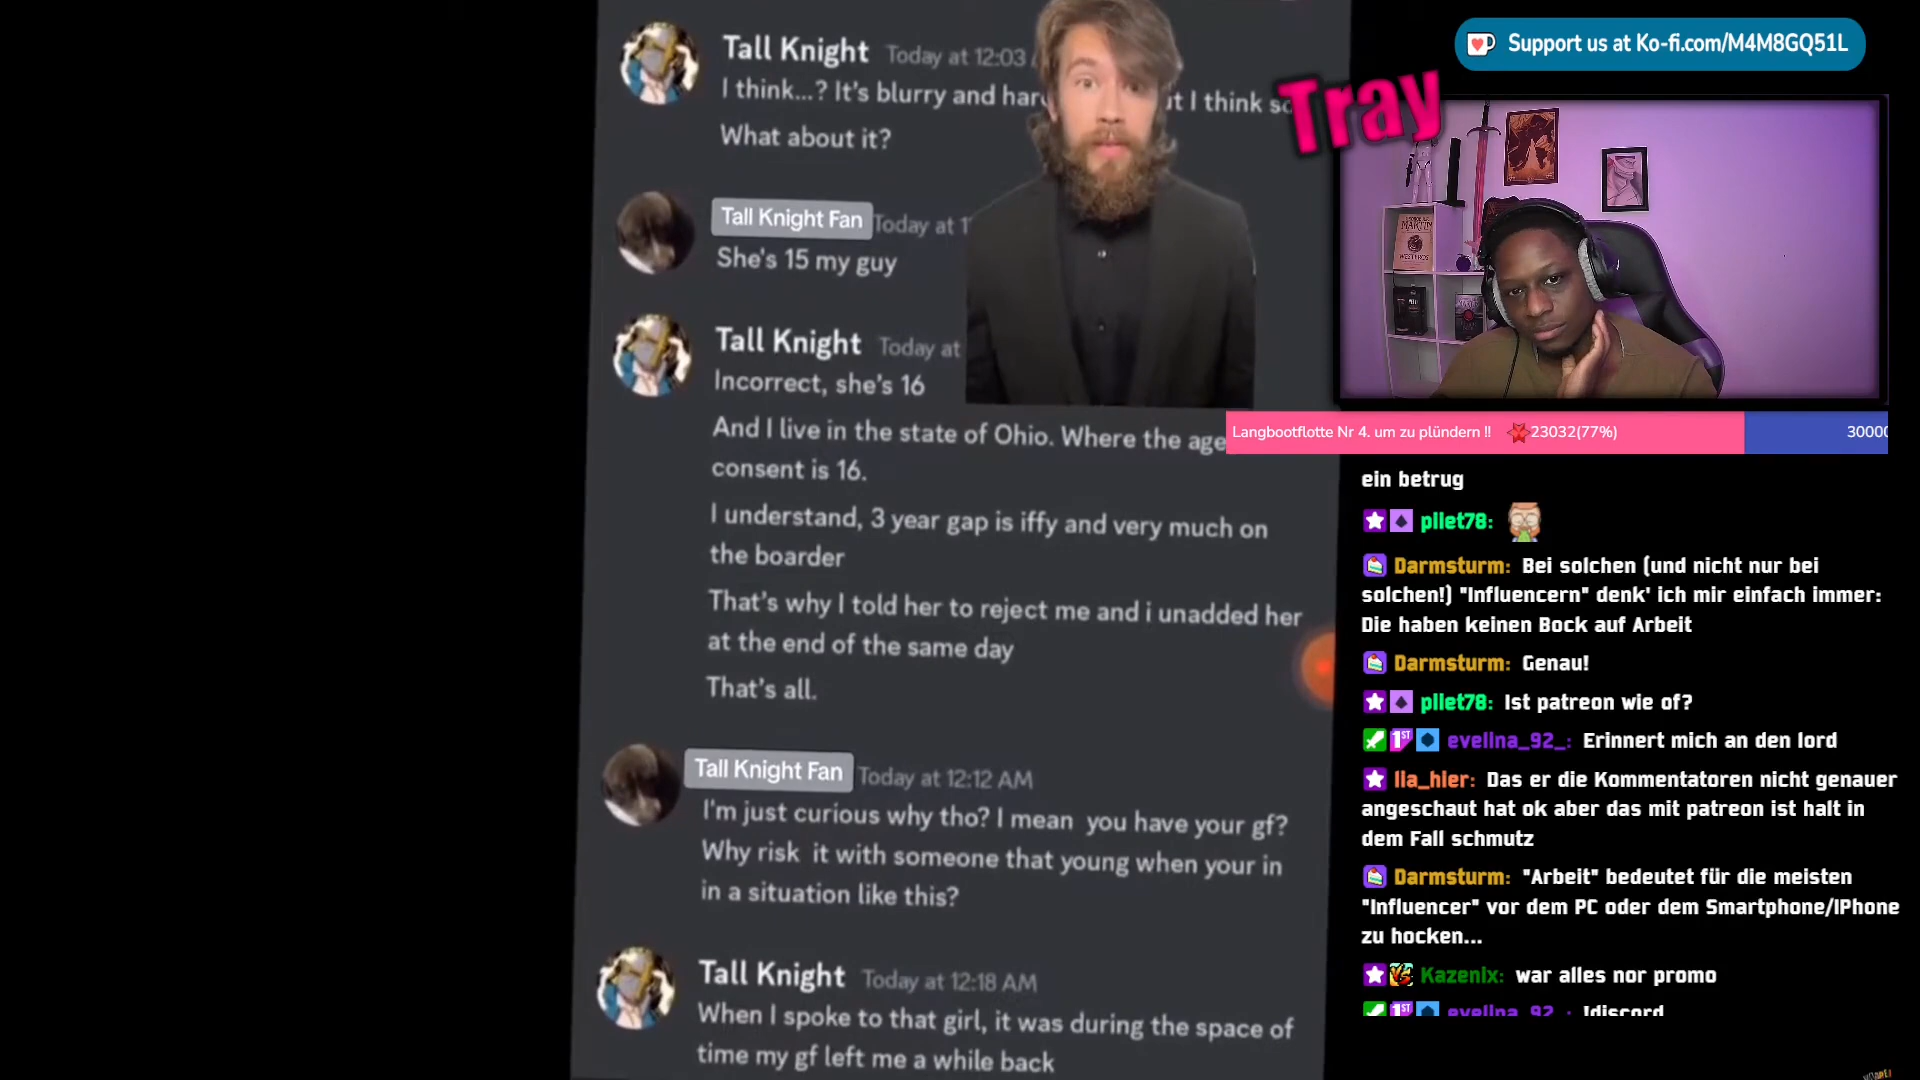 Tall Knight Today at 12:03
I think...? It's blurry and I think so
What about it?
Tall Knight Fan Today at
She's 15 my guy
Tall Knight Today at
Incorrect, she's 16
And I live in the state of Ohio. Where the age
consent is 16.
I understand, 3 year gap is iffy and very much on
the boarder
That's why I told her to reject me and i unadded her
at the end of the same day
That's all.
Tall Knight Fan Today at 12:12 AM
I'm just curious why tho? I mean you have your gf?
Why risk it with someone that young when your in
in a situation like this?
Tall Knight Today at 12:18 AM
When I spoke to that girl, it was during the space of
time my gf left me a while back
Support us at Ko-fi.com/M4M8GQ51L
Tray
MARTIN
Langbootflotte Nr 4. um zu plündern !! 23032(77%) 30000
ein betrug
pilet78:
Darmsturm: Bei solchen (und nicht nur bei
solchen!) "Influencern" denk' ich mir einfach immer:
Die haben keinen Bock auf Arbeit
Darmsturm: Genau!
pilet78: Ist patreon wie of?
1ST evelina_92_: Erinnert mich an den lord
lia_hier: Das er die Kommentatoren nicht genauer
angeschaut hat ok aber das mit patreon ist halt in
dem Fall schmutz
Darmsturm: "Arbeit" bedeutet für die meisten
"Influencer" vor dem PC oder dem Smartphone/IPhone
zu hocken...
Kazenix: war alles nor promo
1ST evelina_92_: !discord